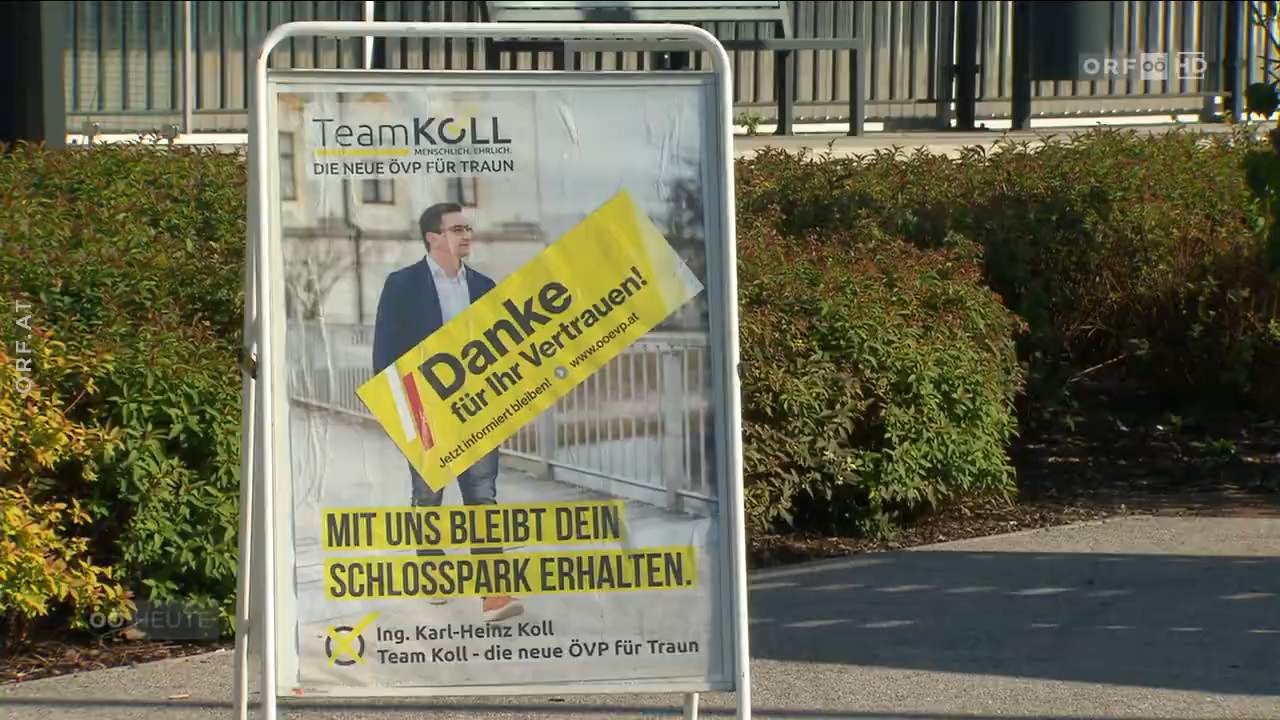 ORF OÖ HD
TeamKOLL
MENSCHLICH. EHRLICH.
DIE NEUE ÖVP FÜR TRAUN
Danke
für Ihr Vertrauen!
Jetzt informiert bleiben! www.ooevp.at
ORF.AT
MIT UNS BLEIBT DEIN
SCHLOSSPARK ERHALTEN.
OÖ HEUTE
Ing. Karl-Heinz Koll
Team Koll - die neue ÖVP für Traun